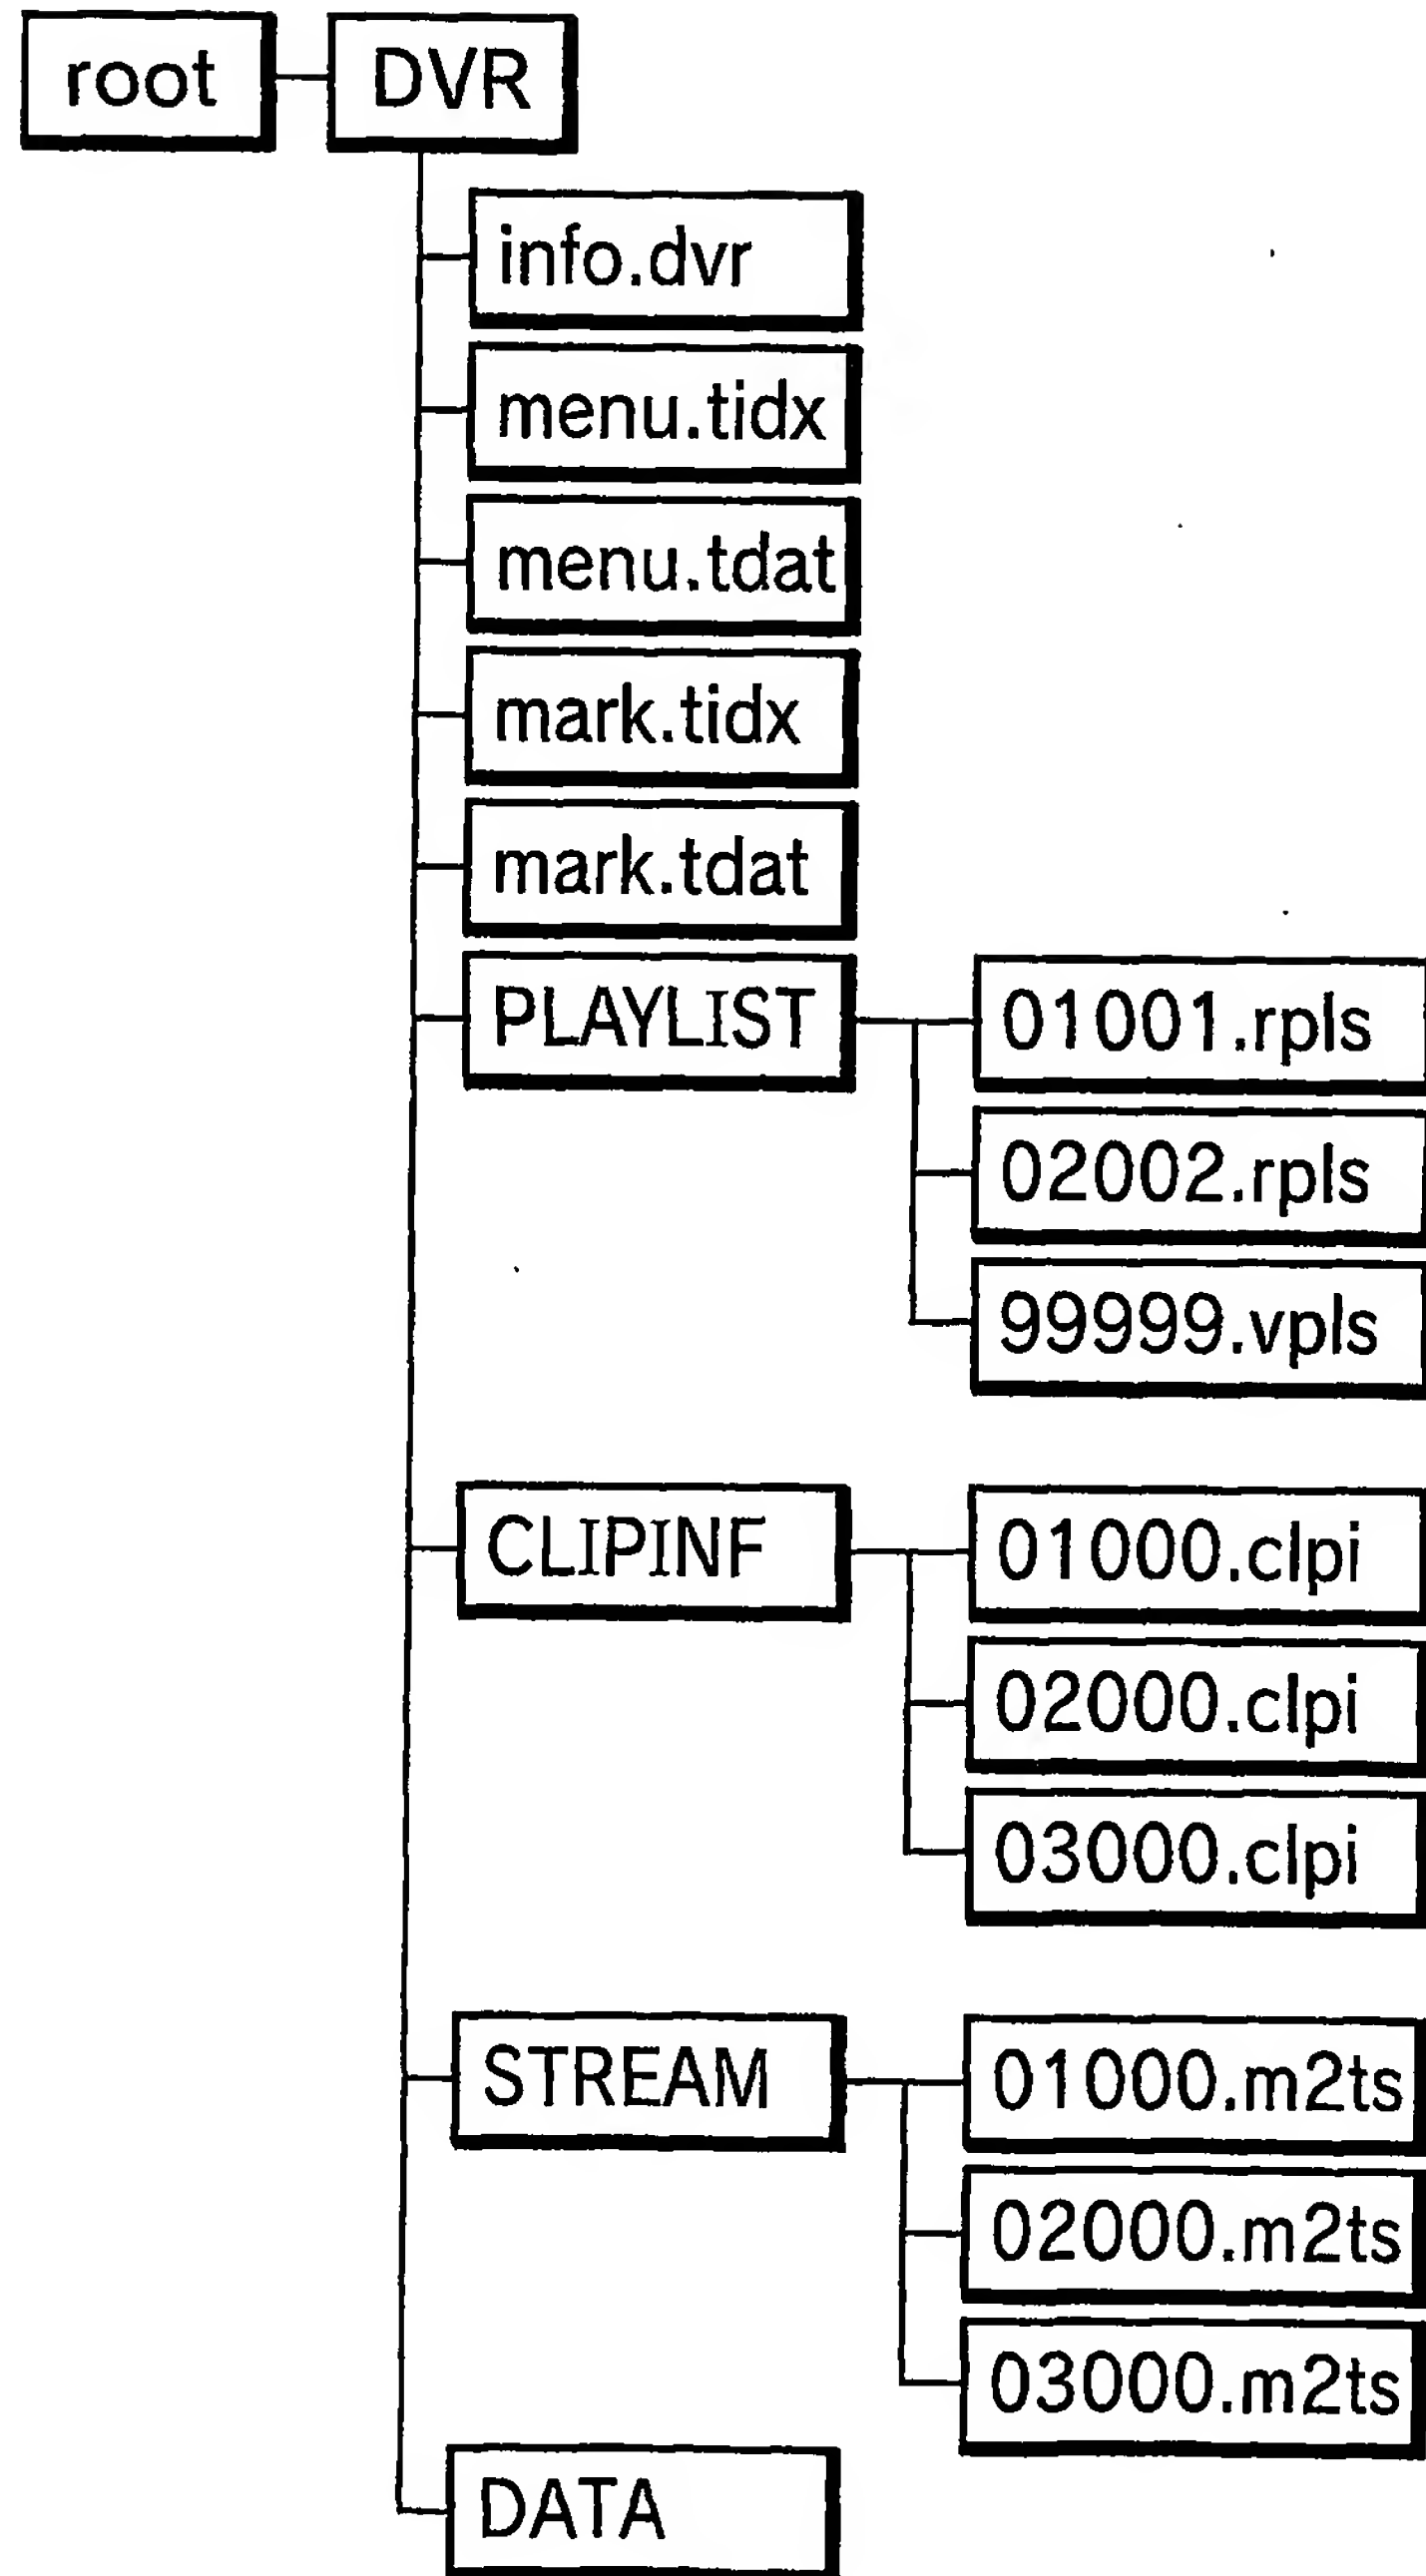 root DVR
info.dvr
menu.tidx
menu.tdat
mark.tidx
mark.tdat
PLAYLIST 01001.rpls
02002.rpls
99999.vpls
CLIPINF 01000.clpi
02000.clpi
03000.clpi
STREAM 01000.m2ts
02000.m2ts
03000.m2ts
DATA